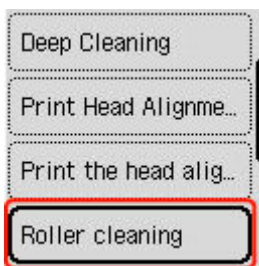 Deep Cleaning
Print Head Alignme...
Print the head alig...
Roller cleaning